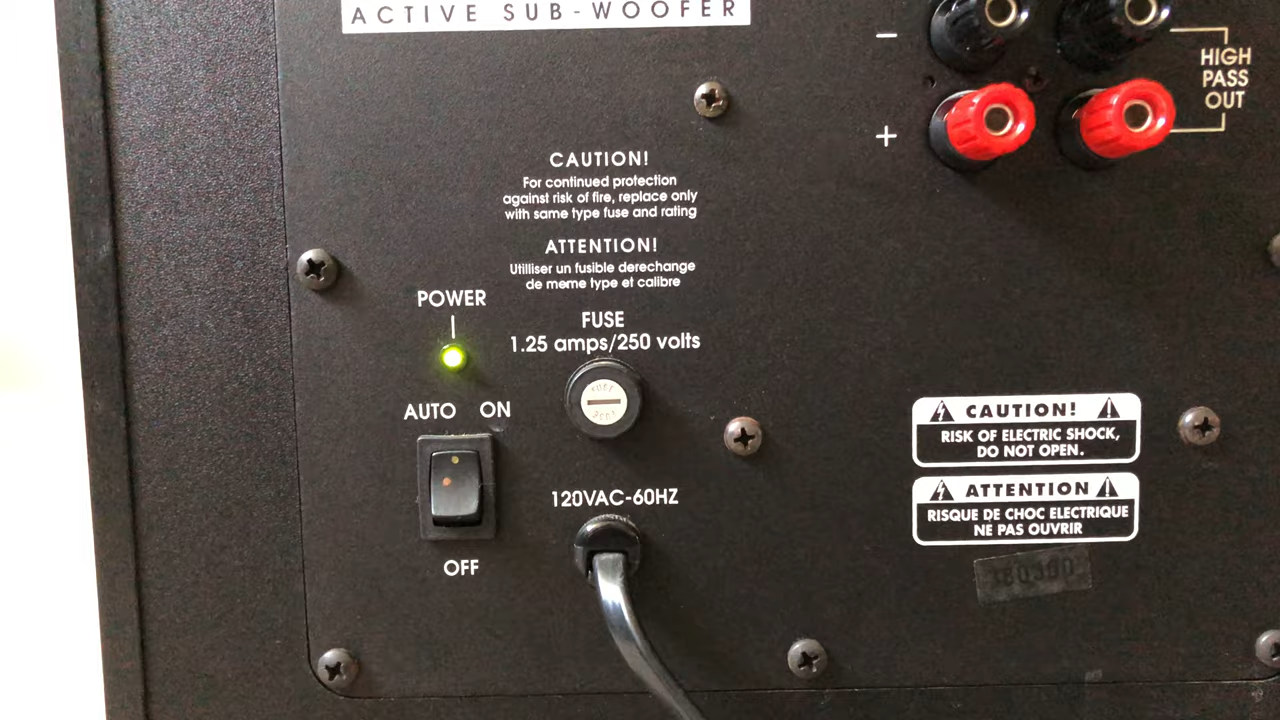 ACTIVE SUB-WOOFER
−
HIGH
PASS
OUT
+
CAUTION!
For continued protection
against risk of fire, replace only
with same type fuse and rating
ATTENTION!
Utilliser un fusible derechange
de meme type et calibre
POWER
FUSE
1.25 amps/250 volts
AUTO ON
FUSE
120VAC-60HZ
OFF
CAUTION!
RISK OF ELECTRIC SHOCK,
DO NOT OPEN.
ATTENTION
RISQUE DE CHOC ELECTRIQUE
NE PAS OUVRIR